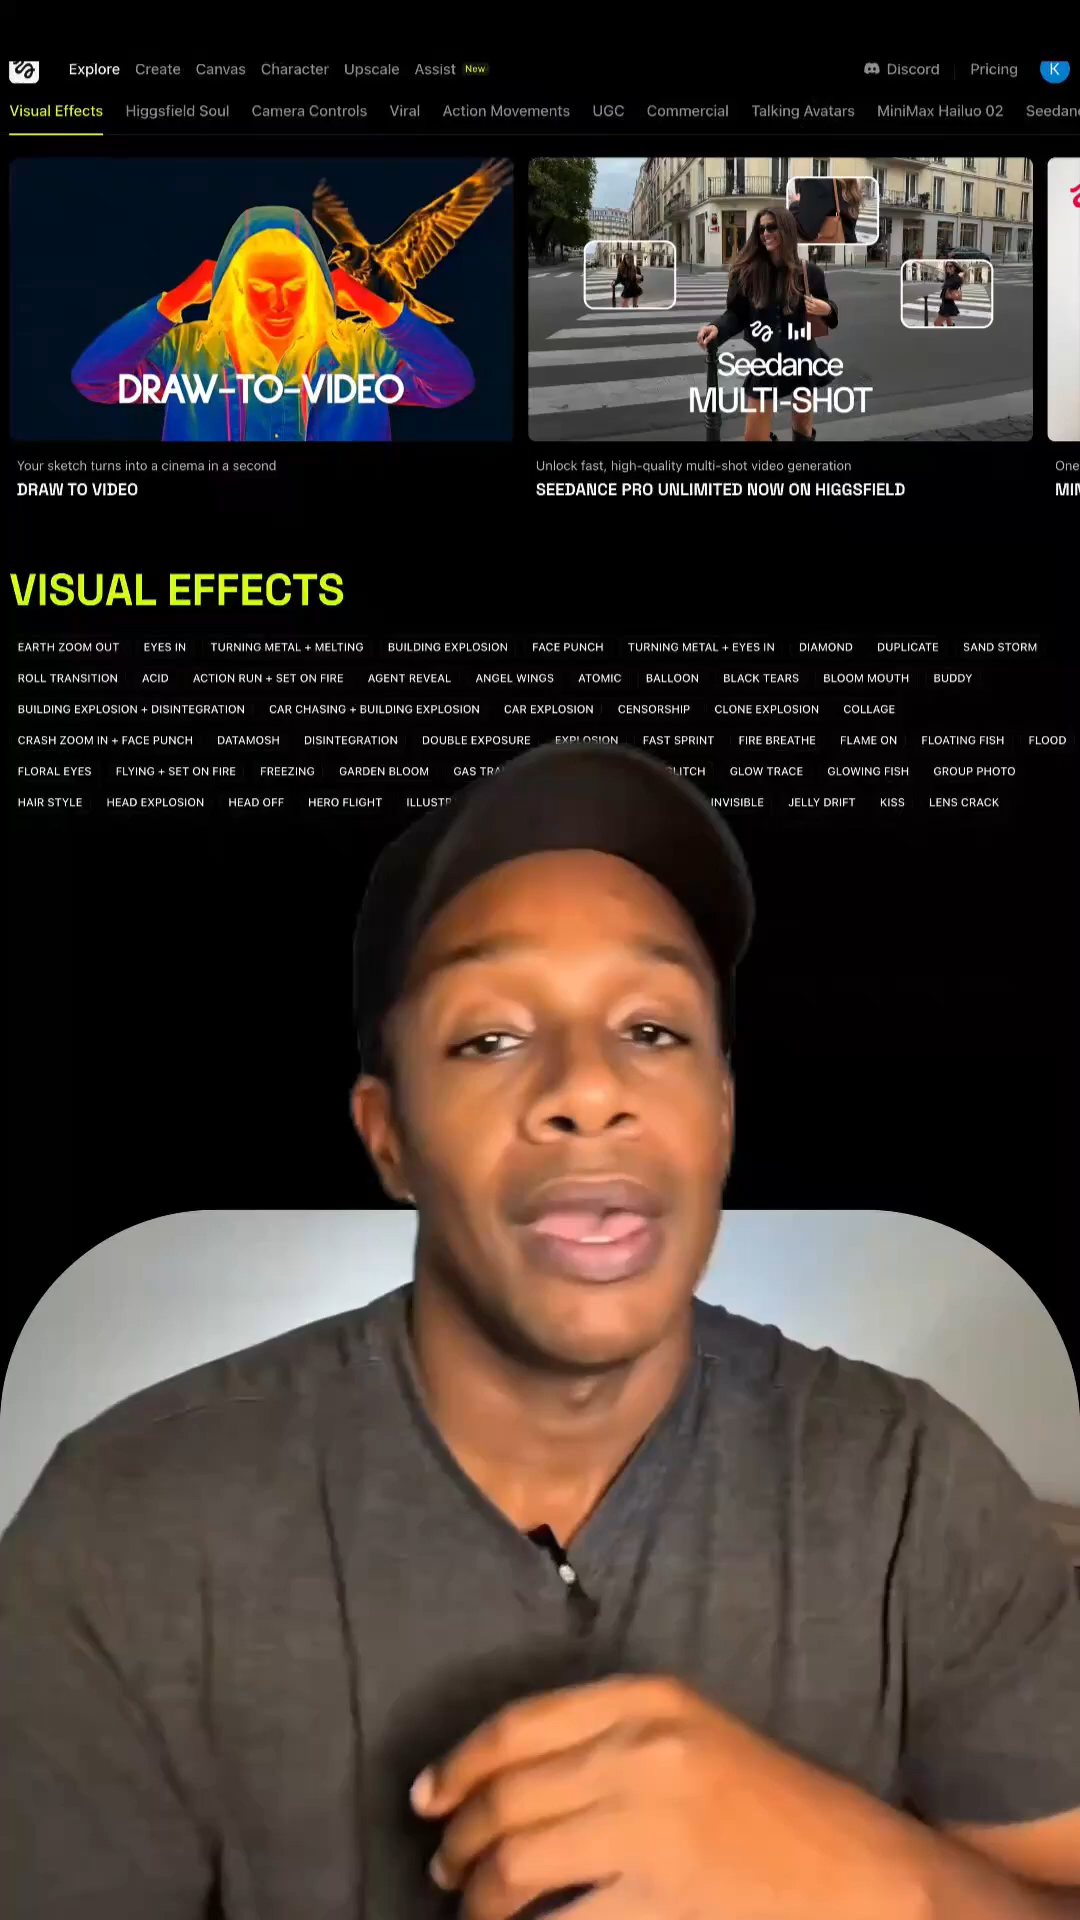 Explore Create Canvas Character Upscale Assist New Discord Pricing K
Visual Effects Higgsfield Soul Camera Controls Viral Action Movements UGC Commercial Talking Avatars MiniMax Hailuo 02
DRAW-TO-VIDEO
Seedance
MULTI-SHOT
Your sketch turns into a cinema in a second
DRAW TO VIDEO
Unlock fast, high-quality multi-shot video generation
SEEDANCE PRO UNLIMITED NOW ON HIGGSFIELD
One
VISUAL EFFECTS
EARTH ZOOM OUT EYES IN TURNING METAL + MELTING BUILDING EXPLOSION FACE PUNCH TURNING METAL + EYES IN DIAMOND DUPLICATE SAND STORM
ROLL TRANSITION ACID ACTION RUN + SET ON FIRE AGENT REVEAL ANGEL WINGS ATOMIC BALLOON BLACK TEARS BLOOM MOUTH BUDDY
BUILDING EXPLOSION + DISINTEGRATION CAR CHASING + BUILDING EXPLOSION CAR EXPLOSION CENSORSHIP CLONE EXPLOSION COLLAGE
CRASH ZOOM IN + FACE PUNCH DATAMOSH DISINTEGRATION DOUBLE EXPOSURE EXPLOSION FAST SPRINT FIRE BREATHE FLAME ON FLOATING FISH FLOOD
FLORAL EYES FLYING + SET ON FIRE FREEZING GARDEN BLOOM GAS GLOW TRACE GLOWING FISH GROUP PHOTO
HAIR STYLE HEAD EXPLOSION HEAD OFF HERO FLIGHT INVISIBLE JELLY DRIFT KISS LENS CRACK